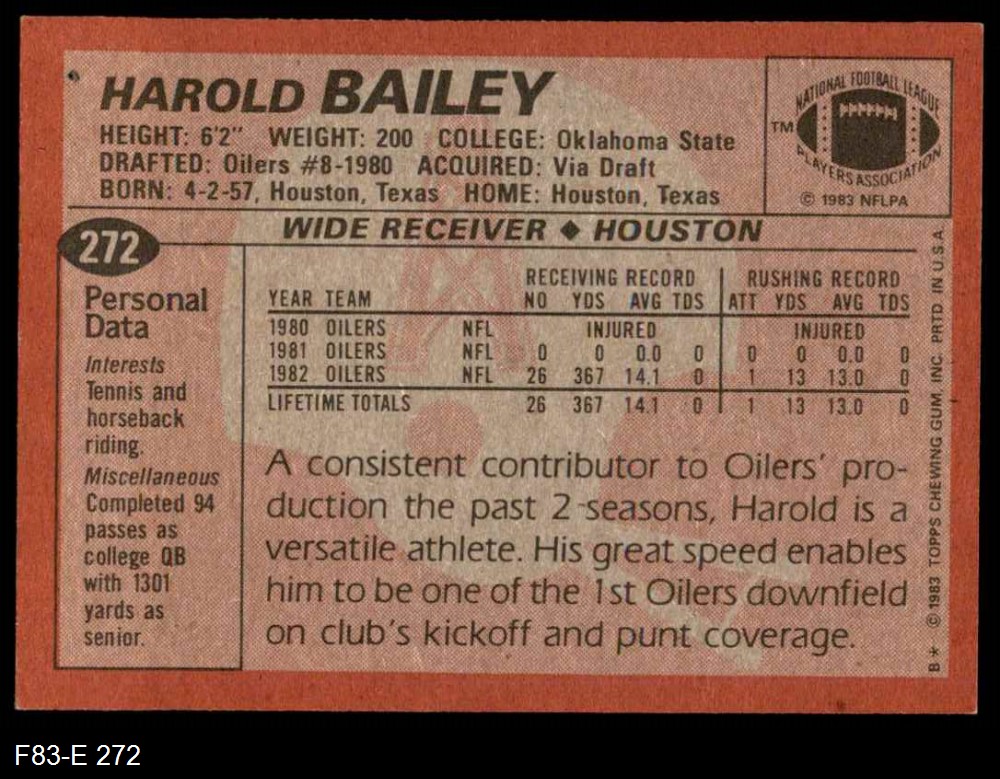 HAROLD BAILEY
HEIGHT: 6'2" WEIGHT: 200 COLLEGE: Oklahoma State
DRAFTED: Oilers #8-1980 ACQUIRED: Via Draft
BORN: 4-2-57, Houston, Texas HOME: Houston, Texas
NATIONAL FOOTBALL LEAGUE
TM
PLAYERS ASSOCIATION
© 1983 NFLPA
272
WIDE RECEIVER ◆ HOUSTON
Personal
Data
Interests
Tennis and
horseback
riding.
Miscellaneous
Completed 94
passes as
college QB
with 1301
yards as
senior.
RECEIVING RECORD RUSHING RECORD
YEAR TEAM NO YDS AVG TDS ATT YDS AVG TDS
1980 OILERS NFL INJURED INJURED
1981 OILERS NFL 0 0 0.0 0 0 0 0.0 0
1982 OILERS NFL 26 367 14.1 0 1 13 13.0 0
LIFETIME TOTALS 26 367 14.1 0 1 13 13.0 0
A consistent contributor to Oilers' pro-
duction the past 2 seasons, Harold is a
versatile athlete. His great speed enables
him to be one of the 1st Oilers downfield
on club's kickoff and punt coverage.
B* © 1983 TOPPS CHEWING GUM, INC. PRTD IN U.S.A.
F83-E 272